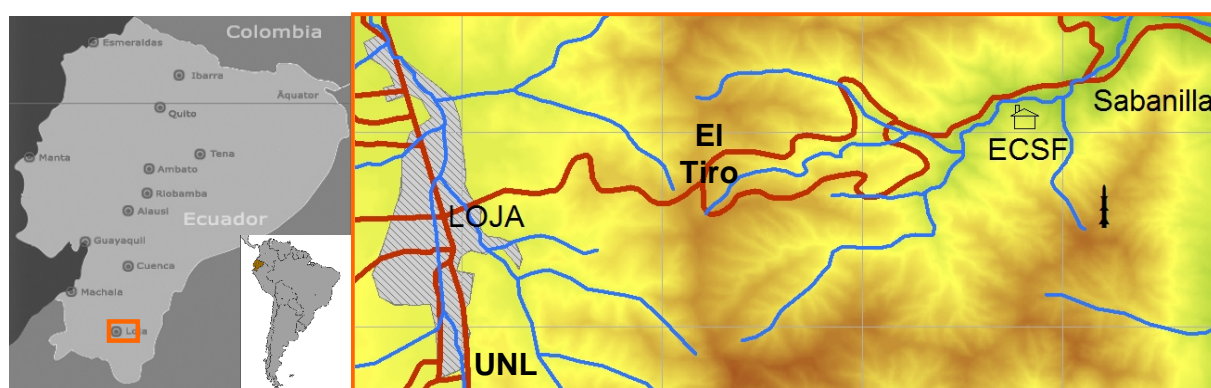 Colombia
Esmeraldas
Ibarra
Äquator
Quito
Manta
Tena
Ambato
Riobamba
Alausi
Ecuador
Guayaquil
Cuenca
Machala
Loja
El
Tiro
Sabanilla
ECSF
LOJA
UNL